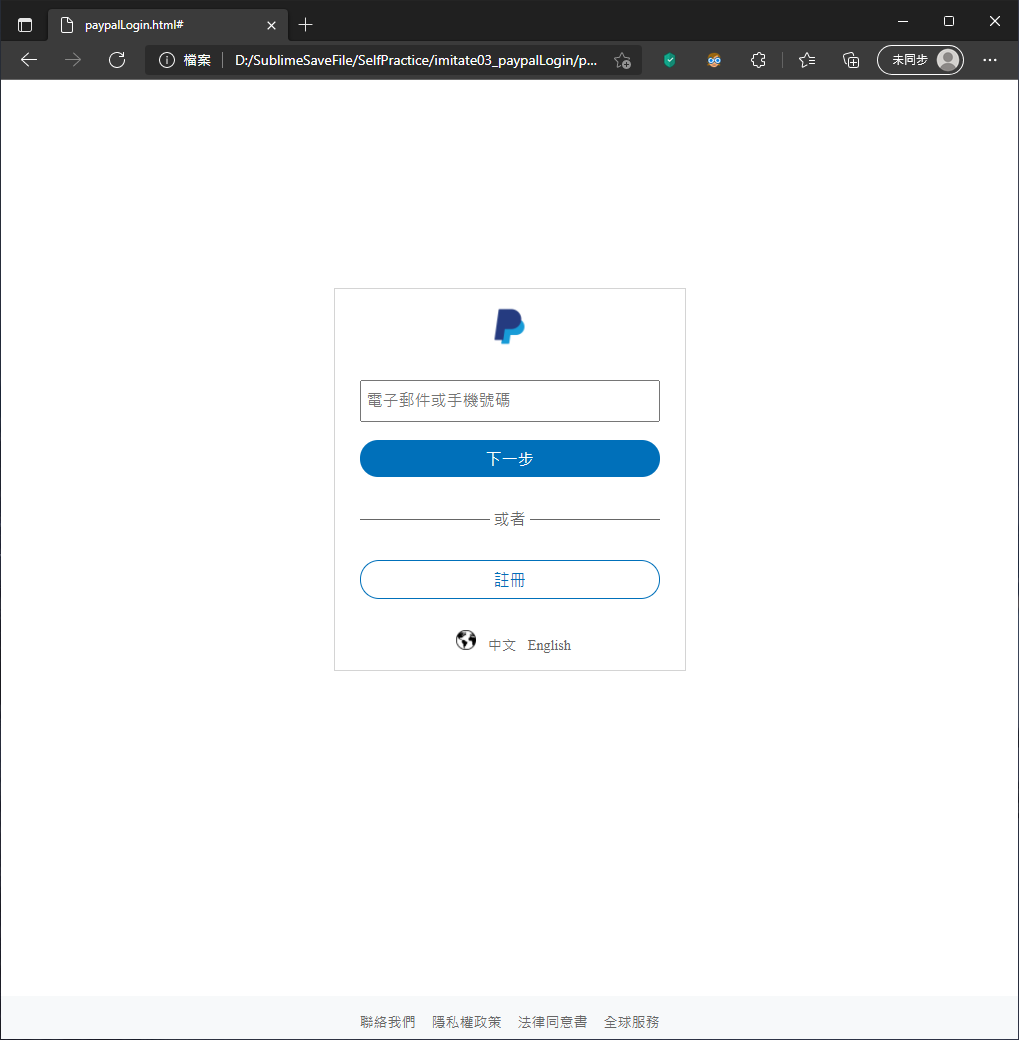 paypalLogin.html#
檔案 D:/SublimeSaveFile/SelfPractice/imitate03_paypalLogin/p... 未同步
電子郵件或手機號碼
下一步
或者
註冊
中文 English
聯絡我們 隱私權政策 法律同意書 全球服務